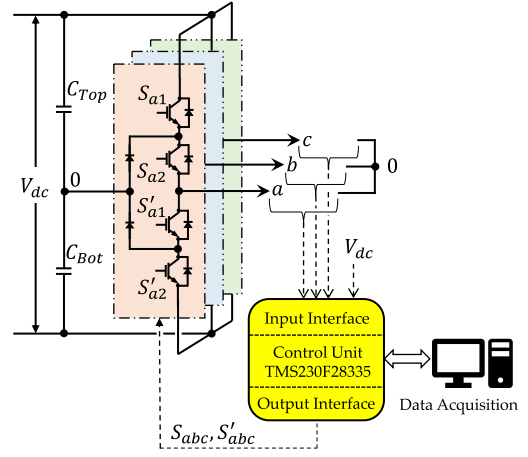 C_Top
S_a1
c
S_a2
b
0
V_dc
0
a
S'_a1
C_Bot
S'_a2
V_dc
Input Interface
Control Unit
TMS230F28335
Output Interface
Data Acquisition
S_abc, S'_abc